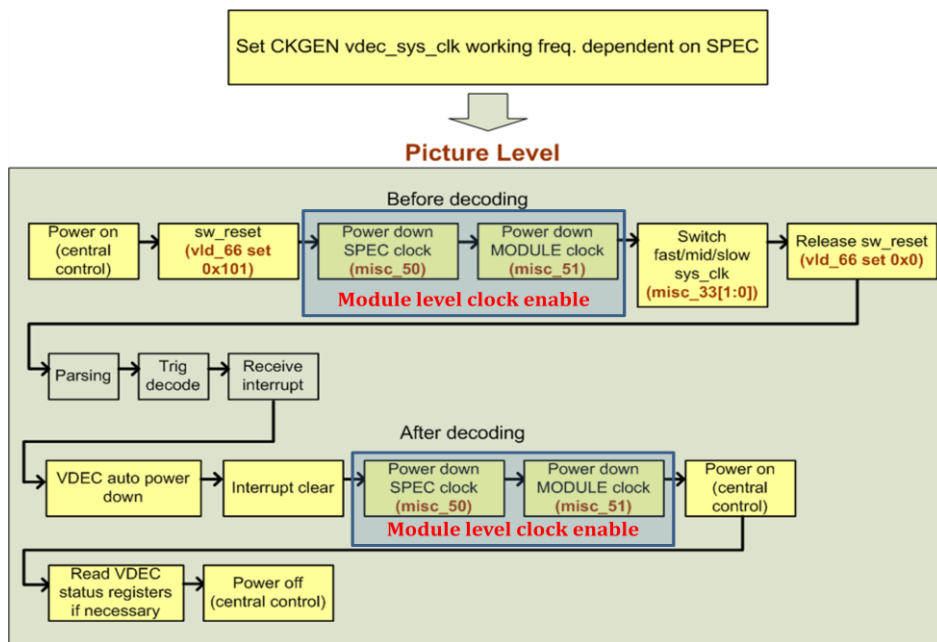 Set CKGEN vdec_sys_clk working freq. dependent on SPEC
Picture Level
Before decoding
Power on
(central
control)
sw_reset
(vld_66 set
0x101)
Power down
SPEC clock
(misc_50)
Power down
MODULE clock
(misc_51)
Module level clock enable
Switch
fast/mid/slow
sys_clk
(misc_33[1:0])
Release sw_reset
(vld_66 set 0x0)
Parsing
Trig
decode
Receive
interrupt
After decoding
VDEC auto power
down
Interrupt clear
Power down
SPEC clock
(misc_50)
Power down
MODULE clock
(misc_51)
Module level clock enable
Power on
(central
control)
Read VDEC
status registers
if necessary
Power off
(central control)